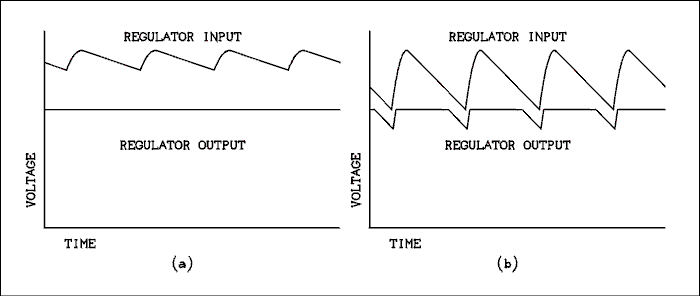 REGULATOR INPUT
REGULATOR OUTPUT
VOLTAGE
TIME
(a)
REGULATOR INPUT
REGULATOR OUTPUT
VOLTAGE
TIME
(b)